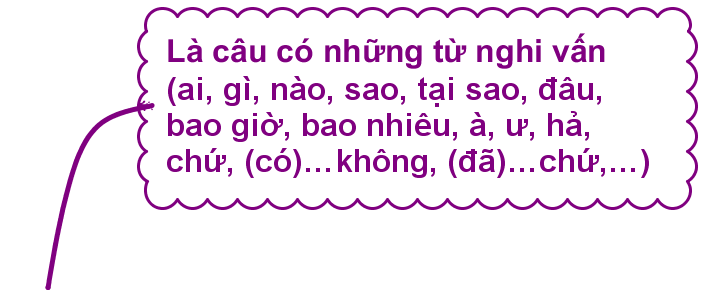 Là câu có những từ nghi vấn
(ai, gì, nào, sao, tại sao, đâu,
bao giờ, bao nhiêu, à, ư, hả,
chứ, (có)…không, (đã)…chứ,…)